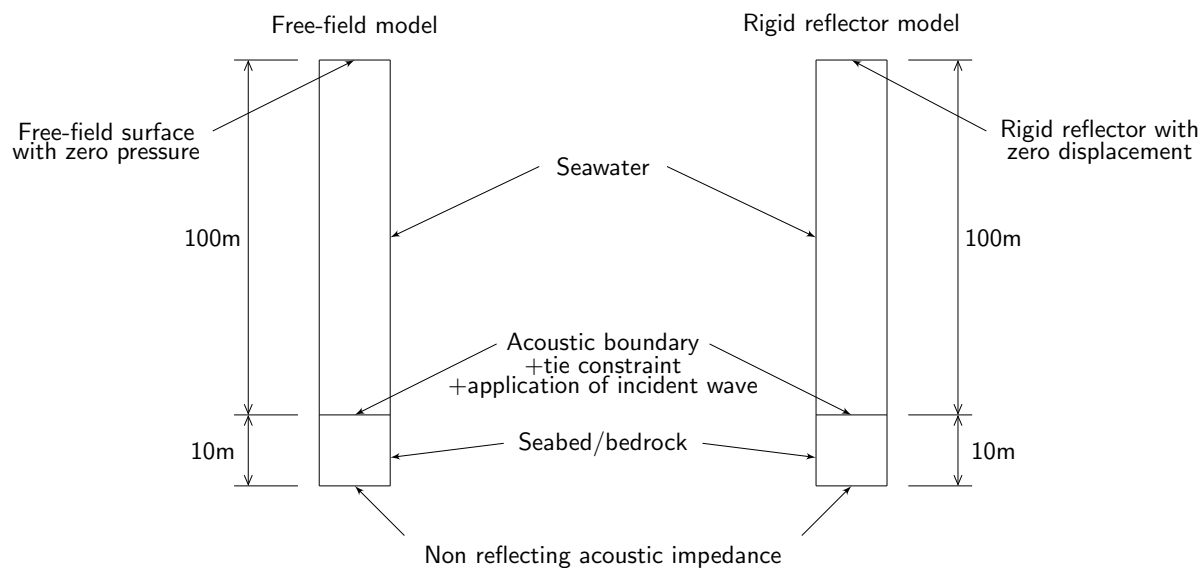 Free-field model
Rigid reflector model
Free-field surface
with zero pressure
Rigid reflector with
zero displacement
Seawater
100m
100m
Acoustic boundary
+tie constraint
+application of incident wave
10m
Seabed/bedrock
10m
Non reflecting acoustic impedance